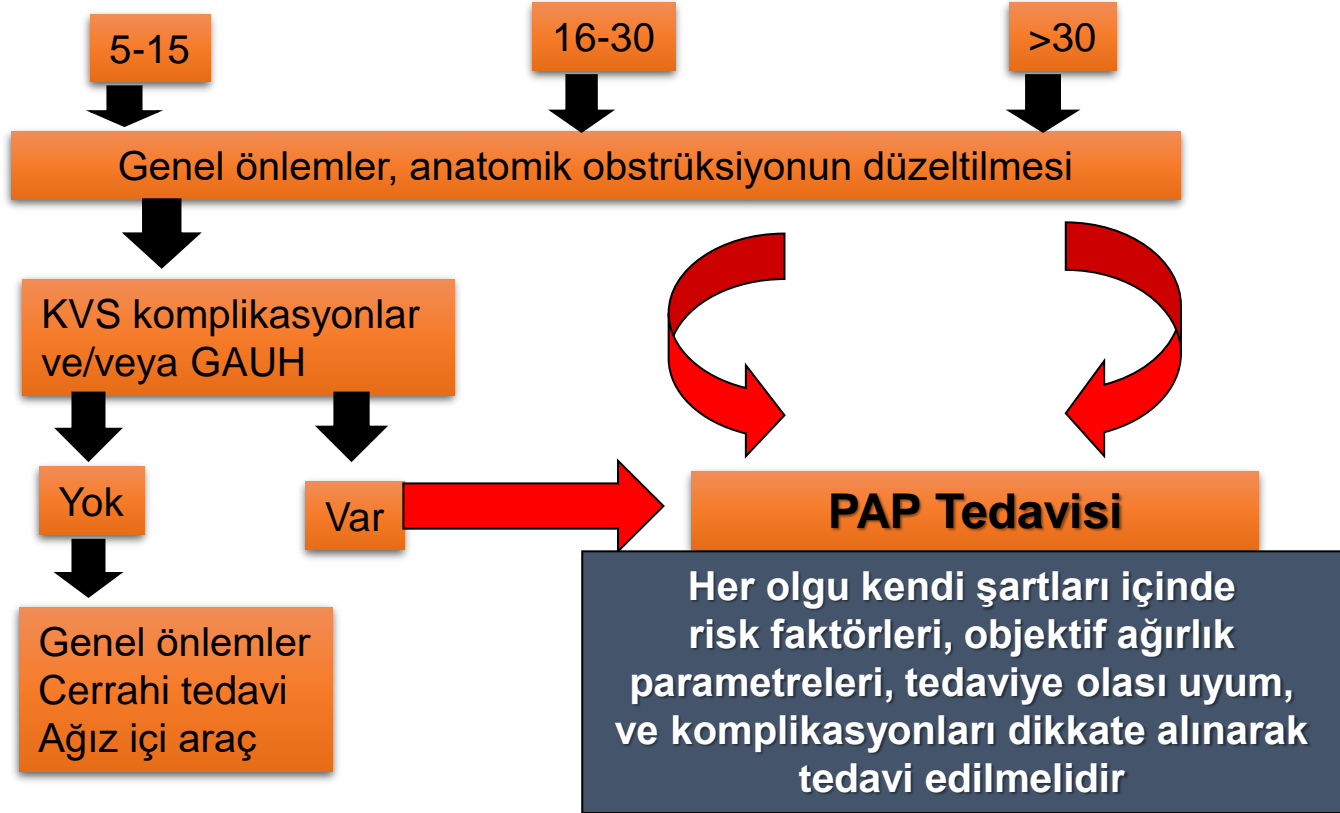 5-15
16-30
>30
Genel önlemler, anatomik obstrüksiyonun düzeltilmesi
KVS komplikasyonlar
ve/veya GAUH
Yok
Var
Genel önlemler
Cerrahi tedavi
Ağız içi araç
PAP Tedavisi
Her olgu kendi şartları içinde
risk faktörleri, objektif ağırlık
parametreleri, tedaviye olası uyum,
ve komplikasyonları dikkate alınarak
tedavi edilmelidir